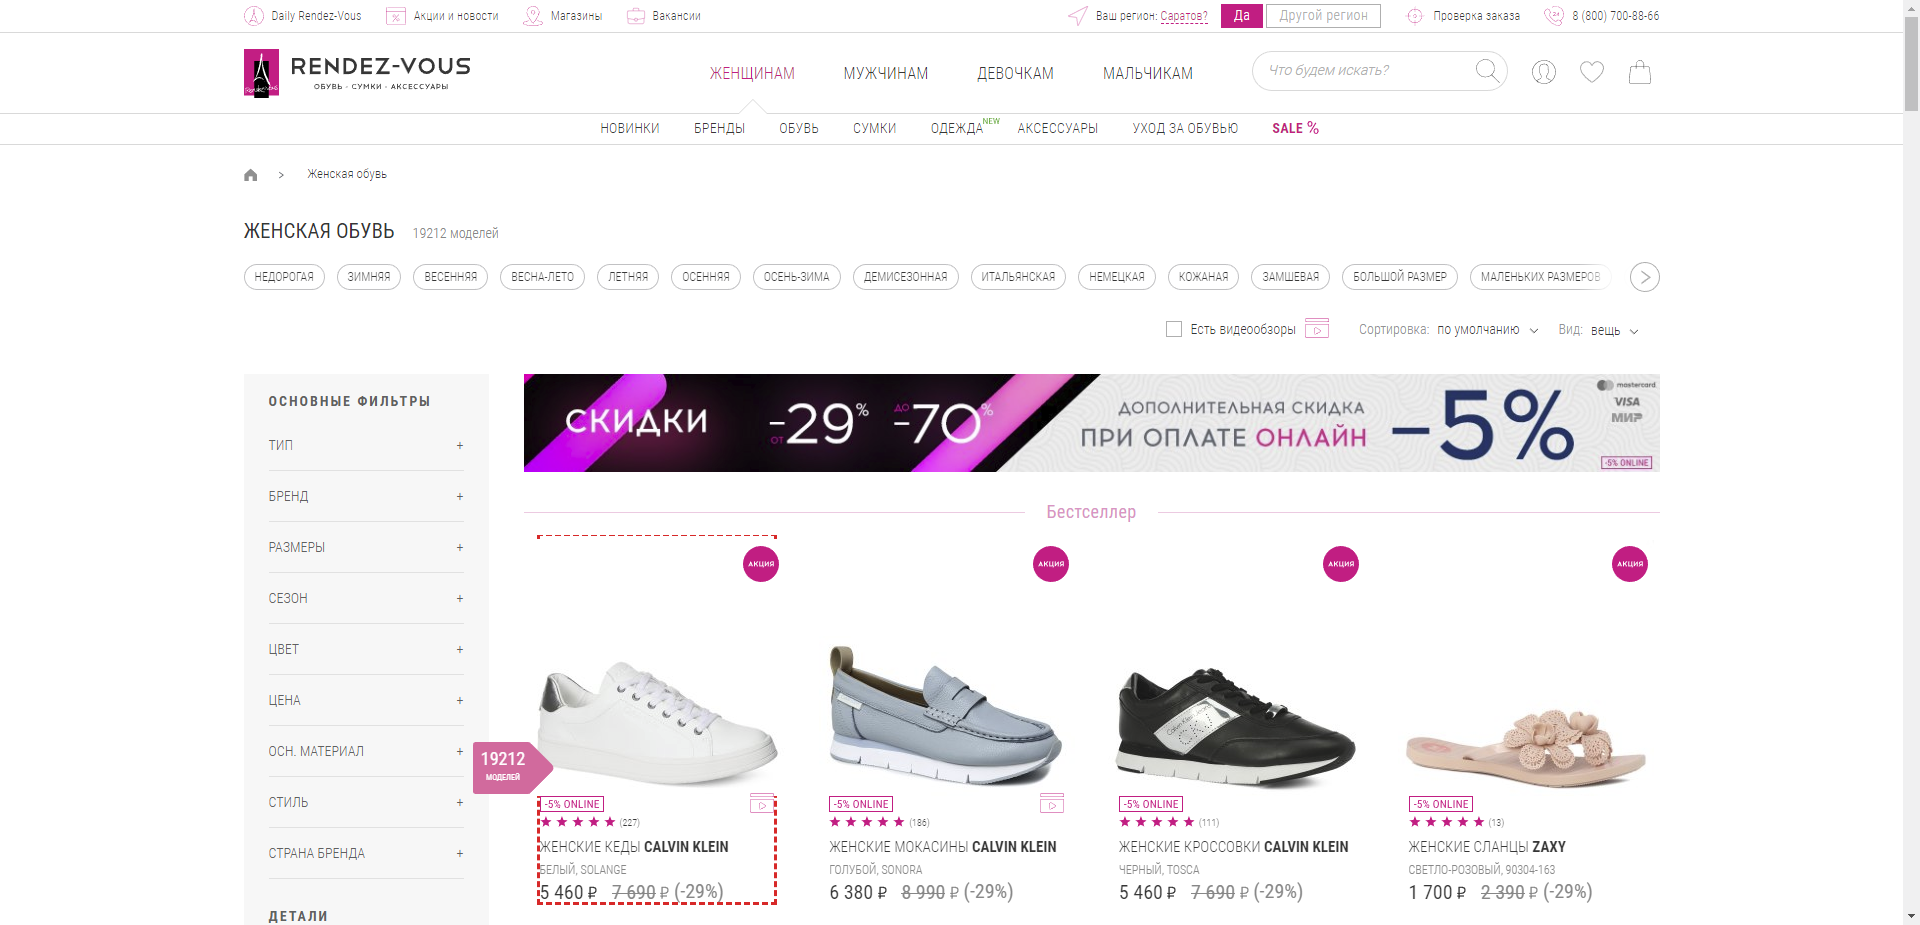 Daily Rendez-Vous Акции и новости Магазины Вакансии Ваш регион: Саратов? Да Другой регион Проверка заказа 8 (800) 700-88-66
RENDEZ-VOUS
ОБУВЬ · СУМКИ · АКСЕССУАРЫ
ЖЕНЩИНАМ МУЖЧИНАМ ДЕВОЧКАМ МАЛЬЧИКАМ Что будем искать?
НОВИНКИ БРЕНДЫ ОБУВЬ СУМКИ ОДЕЖДА NEW АКСЕССУАРЫ УХОД ЗА ОБУВЬЮ SALE %
> Женская обувь
ЖЕНСКАЯ ОБУВЬ 19212 моделей
НЕДОРОГАЯ ЗИМНЯЯ ВЕСЕННЯЯ ВЕСНА-ЛЕТО ЛЕТНЯЯ ОСЕННЯЯ ОСЕНЬ-ЗИМА ДЕМИСЕЗОННАЯ ИТАЛЬЯНСКАЯ НЕМЕЦКАЯ КОЖАНАЯ ЗАМШЕВАЯ БОЛЬШОЙ РАЗМЕР МАЛЕНЬКИХ РАЗМЕРОВ
Есть видеообзоры Сортировка: по умолчанию Вид: вещь
ОСНОВНЫЕ ФИЛЬТРЫ
ТИП +
БРЕНД +
РАЗМЕРЫ +
СЕЗОН +
ЦВЕТ +
ЦЕНА +
ОСН. МАТЕРИАЛ +
СТИЛЬ +
СТРАНА БРЕНДА +
ДЕТАЛИ
19212
МОДЕЛЕЙ
СКИДКИ ОТ -29% ДО -70%
ДОПОЛНИТЕЛЬНАЯ СКИДКА
ПРИ ОПЛАТЕ ОНЛАЙН -5%
mastercard
VISA
МИР
-5% ONLINE
Бестселлер
АКЦИЯ АКЦИЯ АКЦИЯ АКЦИЯ
-5% ONLINE
(227)
ЖЕНСКИЕ КЕДЫ CALVIN KLEIN
БЕЛЫЙ, SOLANGE
5 460 ₽ 7 690 ₽ (-29%)
-5% ONLINE
(186)
ЖЕНСКИЕ МОКАСИНЫ CALVIN KLEIN
ГОЛУБОЙ, SONORA
6 380 ₽ 8 990 ₽ (-29%)
-5% ONLINE
(111)
ЖЕНСКИЕ КРОССОВКИ CALVIN KLEIN
ЧЕРНЫЙ, TOSCA
5 460 ₽ 7 690 ₽ (-29%)
-5% ONLINE
(13)
ЖЕНСКИЕ СЛАНЦЫ ZAXY
СВЕТЛО-РОЗОВЫЙ, 90304-163
1 700 ₽ 2 390 ₽ (-29%)